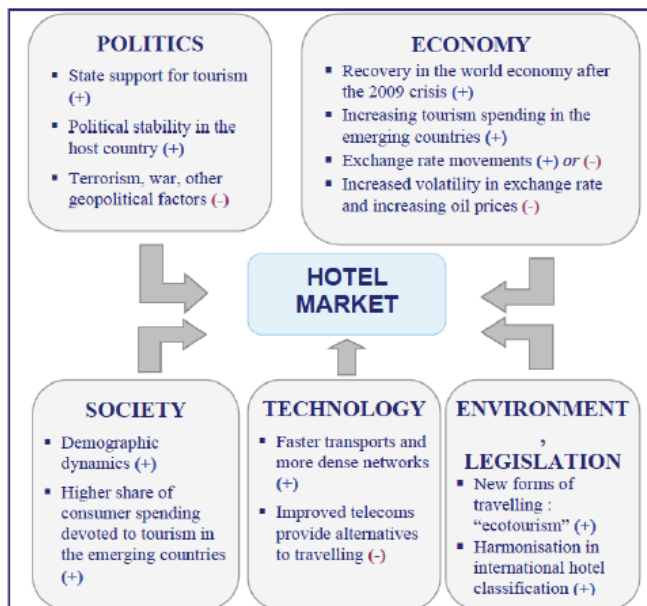 POLITICS
▪ State support for tourism
(+)
▪ Political stability in the
host country (+)
▪ Terrorism, war, other
geopolitical factors (-)
ECONOMY
▪ Recovery in the world economy after
the 2009 crisis (+)
▪ Increasing tourism spending in the
emerging countries (+)
▪ Exchange rate movements (+) or (-)
▪ Increased volatility in exchange rate
and increasing oil prices (-)
HOTEL
MARKET
SOCIETY
▪ Demographic
dynamics (+)
▪ Higher share of
consumer spending
devoted to tourism in
the emerging countries
(+)
TECHNOLOGY
▪ Faster transports and
more dense networks
(+)
▪ Improved telecoms
provide alternatives
to travelling (-)
ENVIRONMENT
,
LEGISLATION
▪ New forms of
travelling :
“ecotourism” (+)
▪ Harmonisation in
international hotel
classification (+)